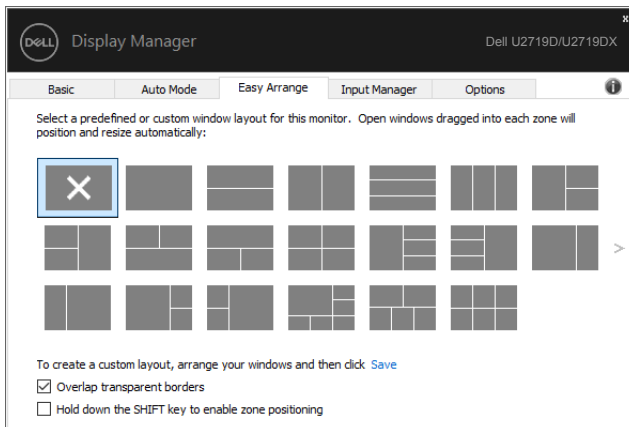 x
DELL Display Manager Dell U2719D/U2719DX
Basic Auto Mode Easy Arrange Input Manager Options i
Select a predefined or custom window layout for this monitor. Open windows dragged into each zone will
position and resize automatically:
>
To create a custom layout, arrange your windows and then click Save
Overlap transparent borders
Hold down the SHIFT key to enable zone positioning